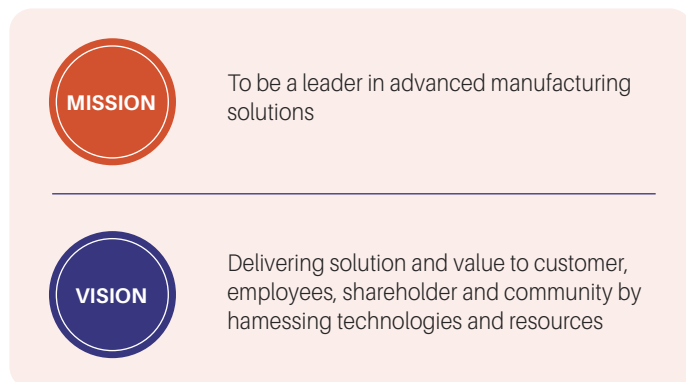 MISSION
To be a leader in advanced manufacturing
solutions
VISION
Delivering solution and value to customer,
employees, shareholder and community by
hamessing technologies and resources